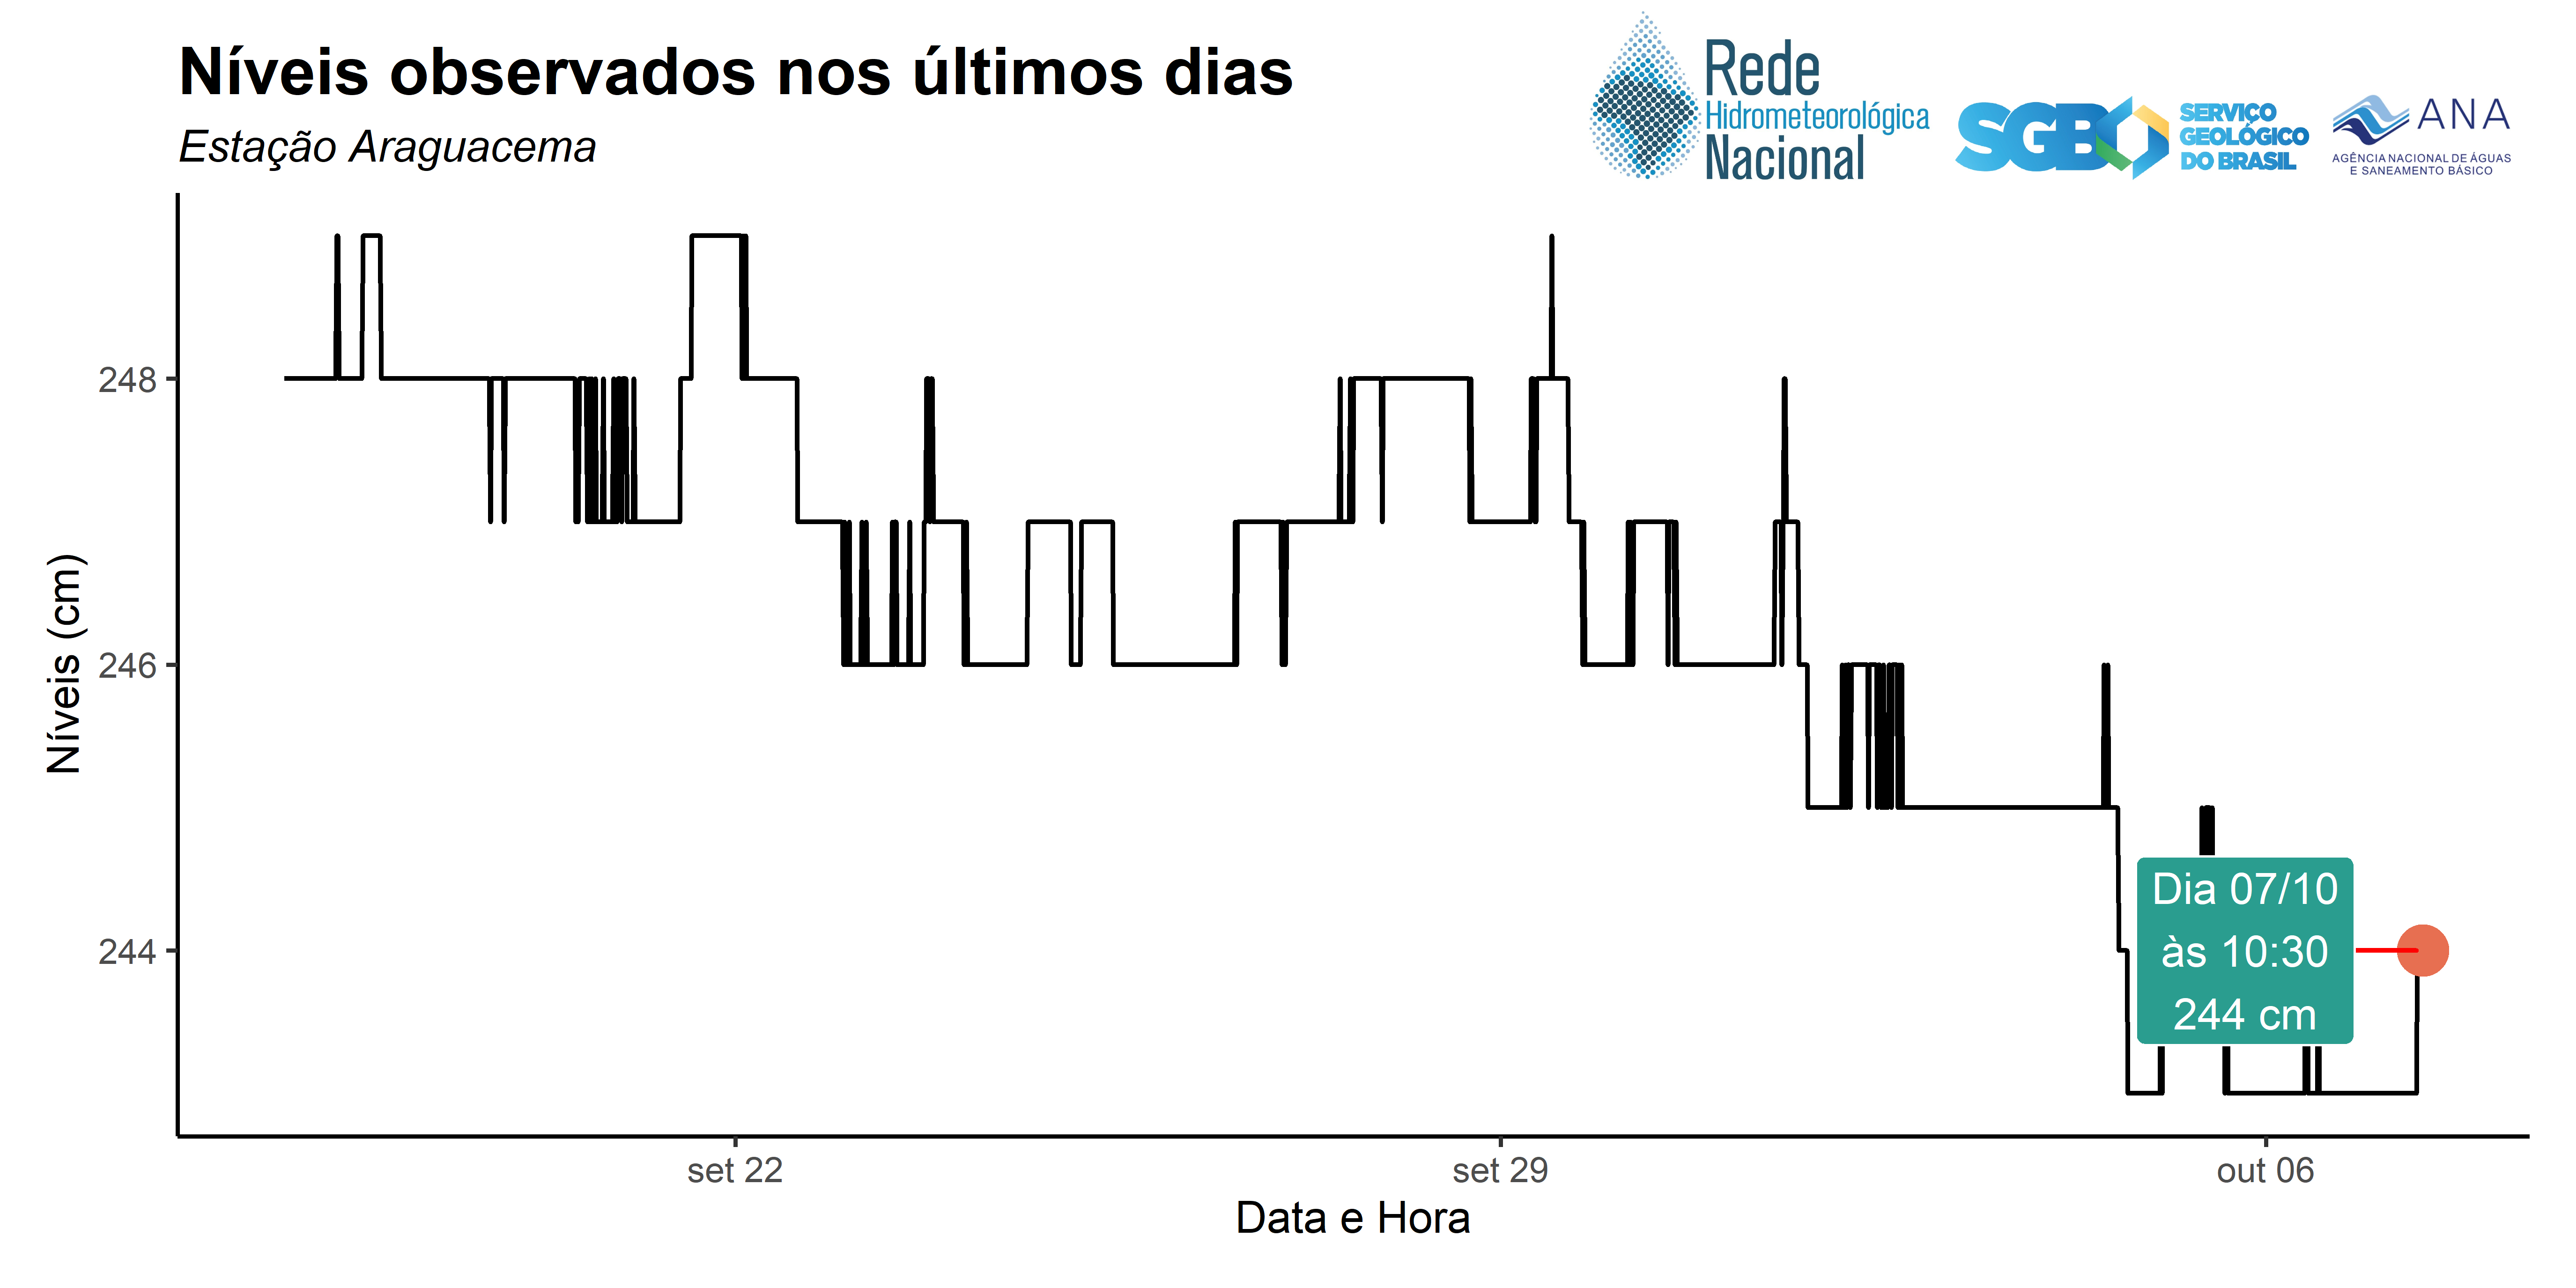 Níveis observados nos últimos dias
Estação Araguacema
Rede
Hidrometeorológica
Nacional
SGB
SERVIÇO
GEOLÓGICO
DO BRASIL
ANA
AGÊNCIA NACIONAL DE ÁGUAS
E SANEAMENTO BÁSICO
Níveis (cm)
248
246
244
Dia 07/10
às 10:30
244 cm
set 22
set 29
out 06
Data e Hora